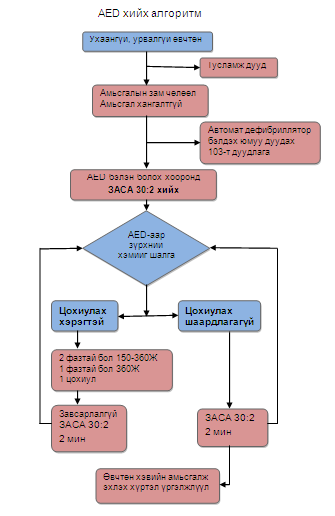 AED хийх алгоритм
Ухаангүй, урвалгүй өвчтөн
Тусламж дууд
Амьсгалын зам чөлөөл
Амьсгал хангалтгүй
Автомат дефибриллятор
бэлдэх юмуу дуудах
103-т дуудлага
AED бэлэн болох хооронд
ЗАСА 30:2 хийх
AED-аар
зүрхний
хэмийг шалга
Цохиулах
хэрэгтэй
Цохиулах
шаардлагагүй
2 фазтай бол 150-360Ж
1 фазтай бол 360Ж
1 цохиул
Завсарлалгүй
ЗАСА 30:2
2 мин
ЗАСА 30:2
2 мин
Өвчтөн хэвийн амьсгалж
эхлэх хүртэл үргэлжлүүл